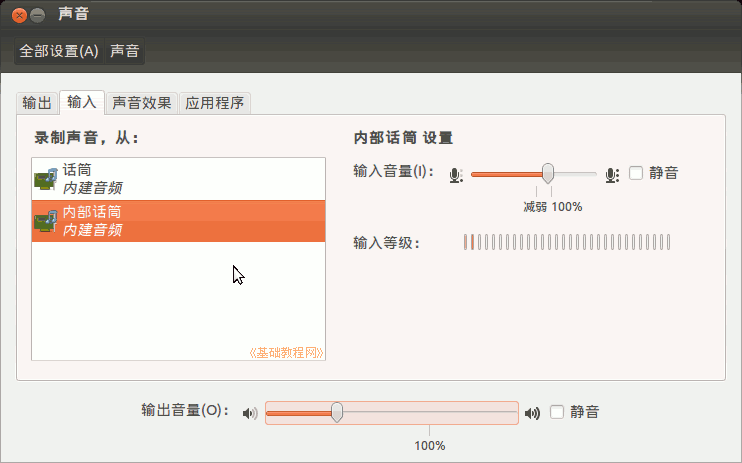 声音
全部设置(A) 声音
输出 输入 声音效果 应用程序
录制声音，从：
话筒
内建音频
内部话筒
内建音频
《基础教程网》
内部话筒 设置
输入音量(I)： 静音
减弱 100%
输入等级：
输出音量(O)： 静音
100%